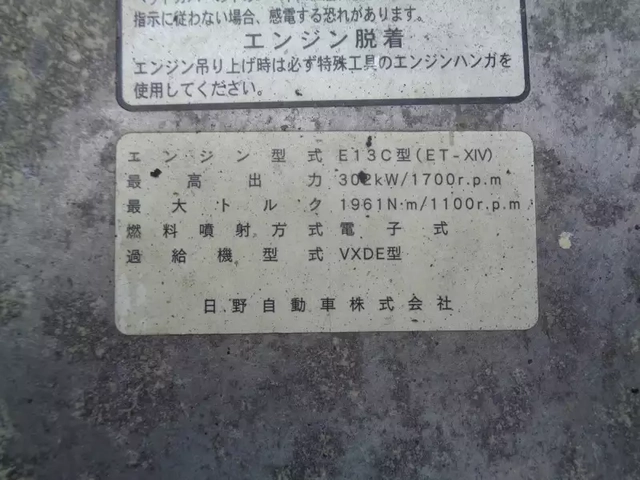 指示に従わない場合、感電する恐れがあります。
エンジン脱着
エンジン吊り上げ時は必ず特殊工具のエンジンハンガを
使用してください。
エンジン型式 E13C型(ET-XIV)
最高出力 302kW/1700r.p.m
最大トルク 1961N·m/1100r.p.m
燃料噴射方式 電子式
過給機型式 VXDE型
日野自動車株式会社